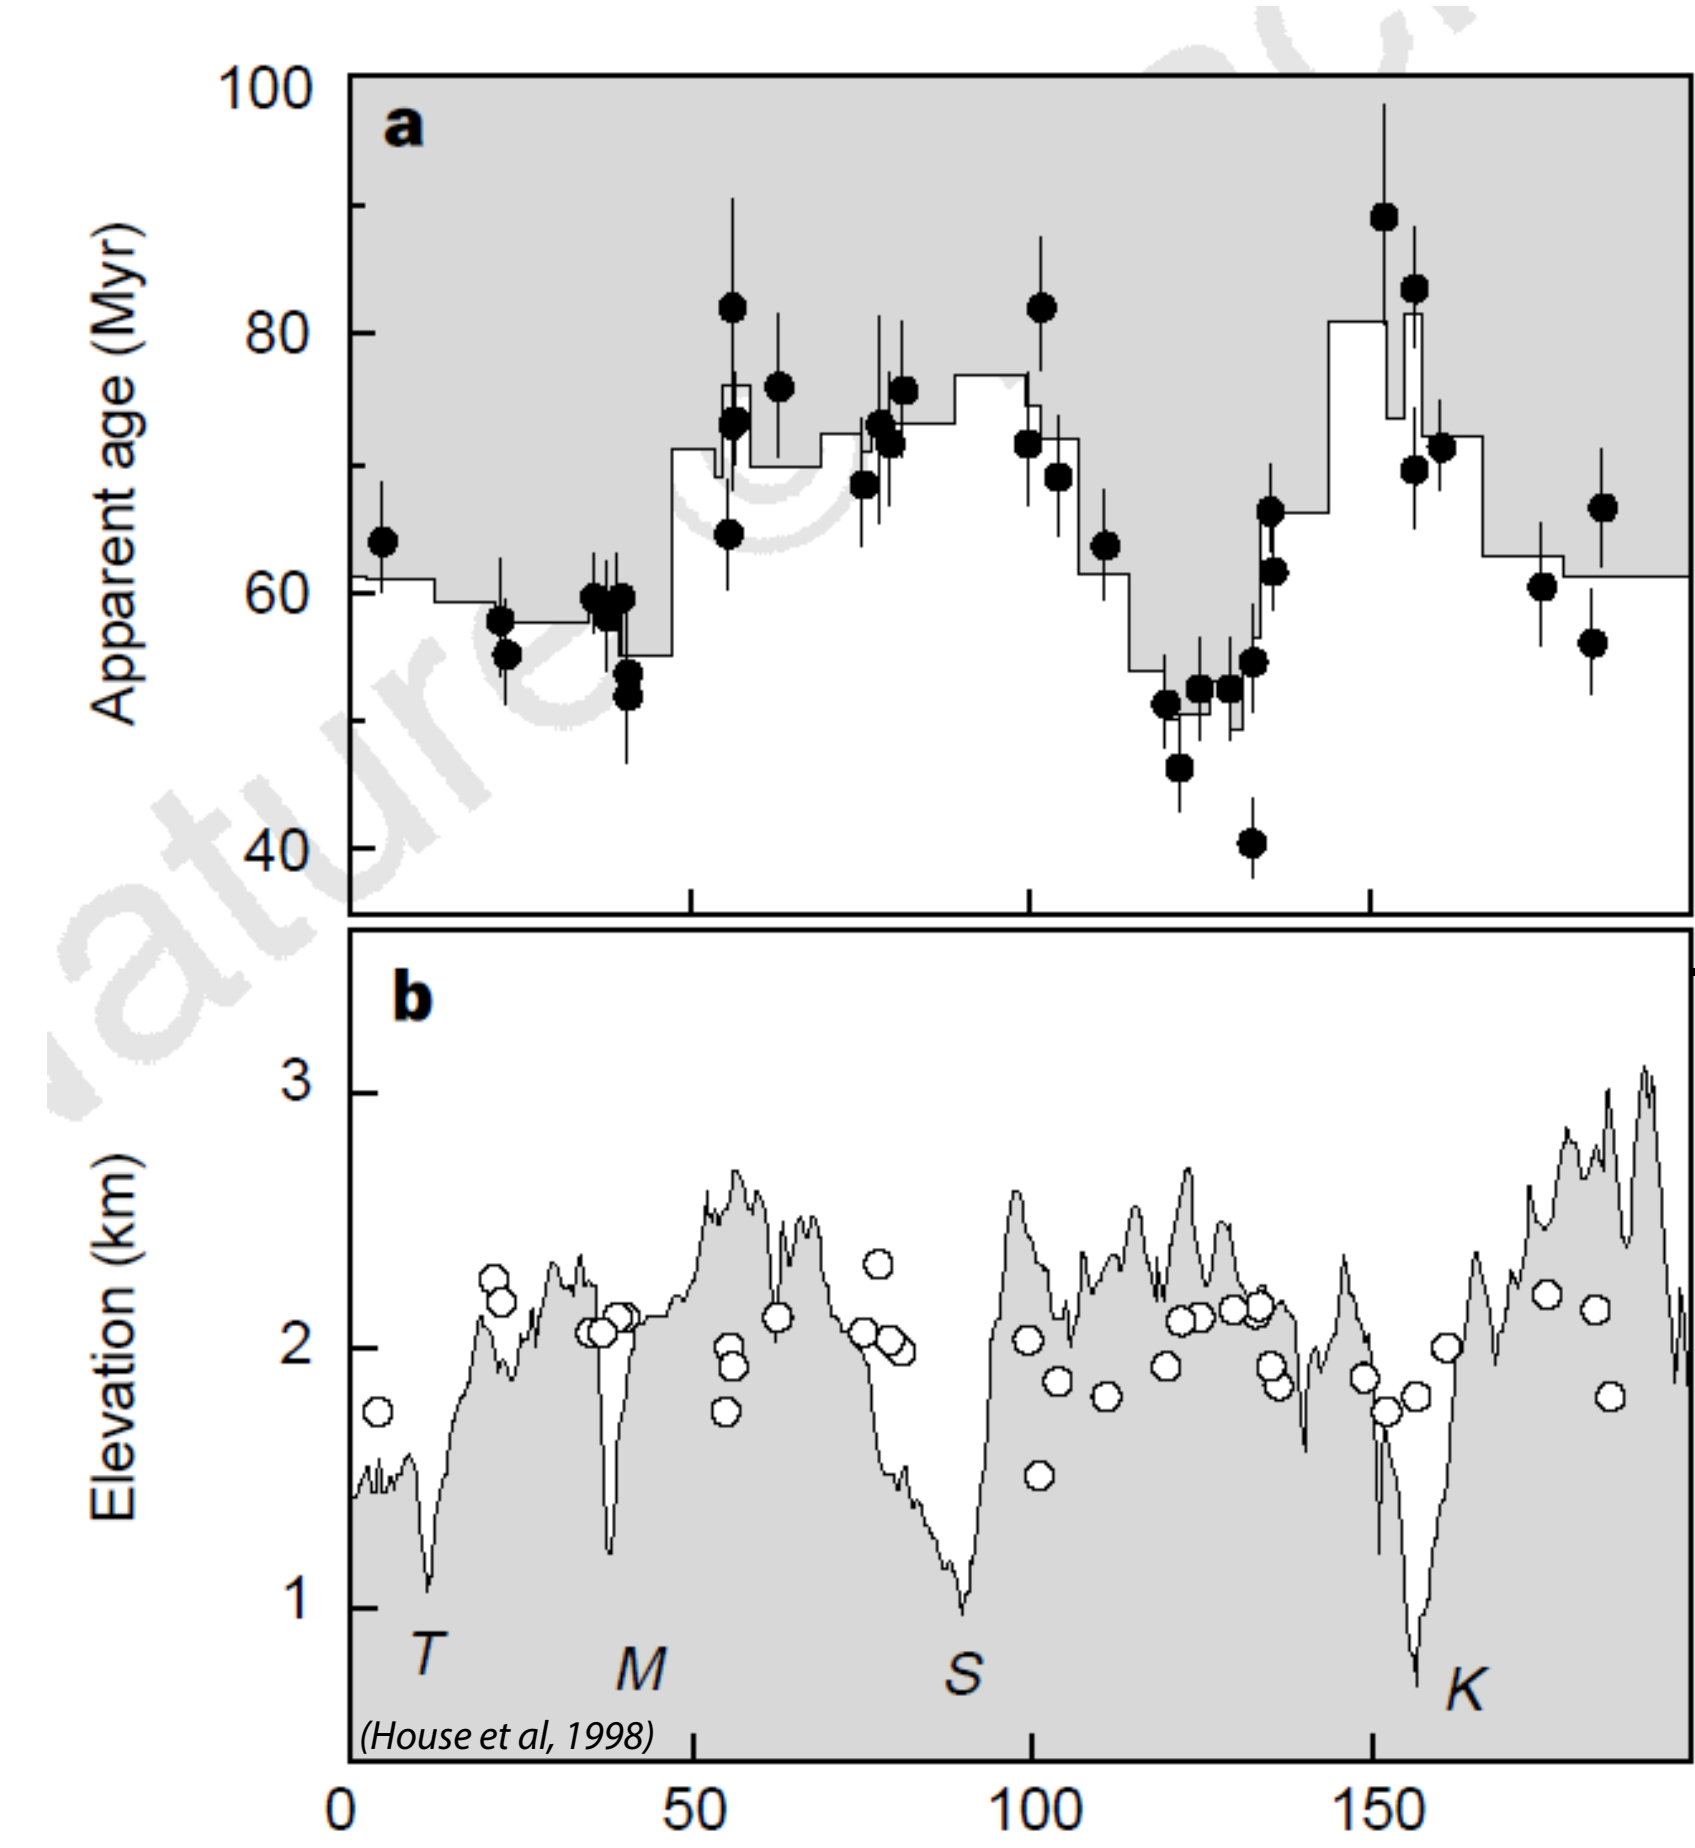 100
a
80
60
40
Apparent age (Myr)
b
3
2
1
Elevation (km)
T
M
S
K
(House et al, 1998)
0
50
100
150
nature